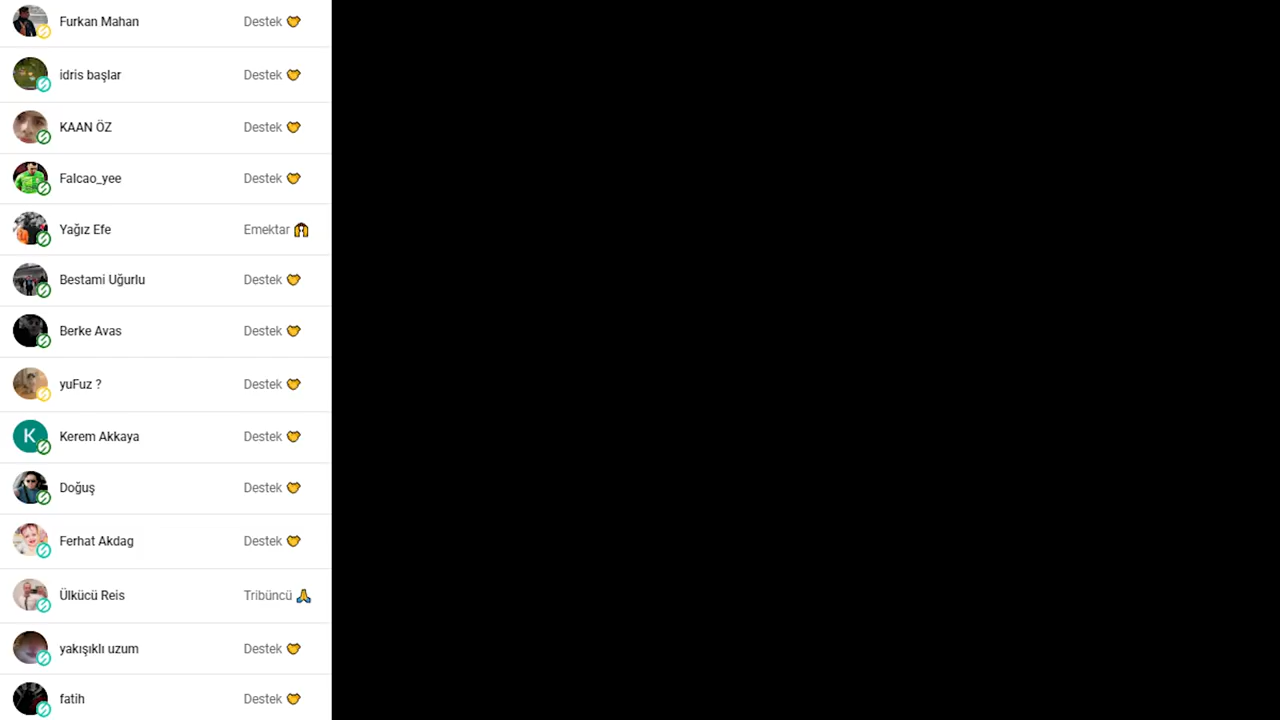 Furkan Mahan Destek
idris başlar Destek
KAAN ÖZ Destek
Falcao_yee Destek
Yağız Efe Emektar
Bestami Uğurlu Destek
Berke Avas Destek
yuFuz ? Destek
K Kerem Akkaya Destek
Doğuş Destek
Ferhat Akdag Destek
Ülkücü Reis Tribüncü
yakışıklı uzum Destek
fatih Destek